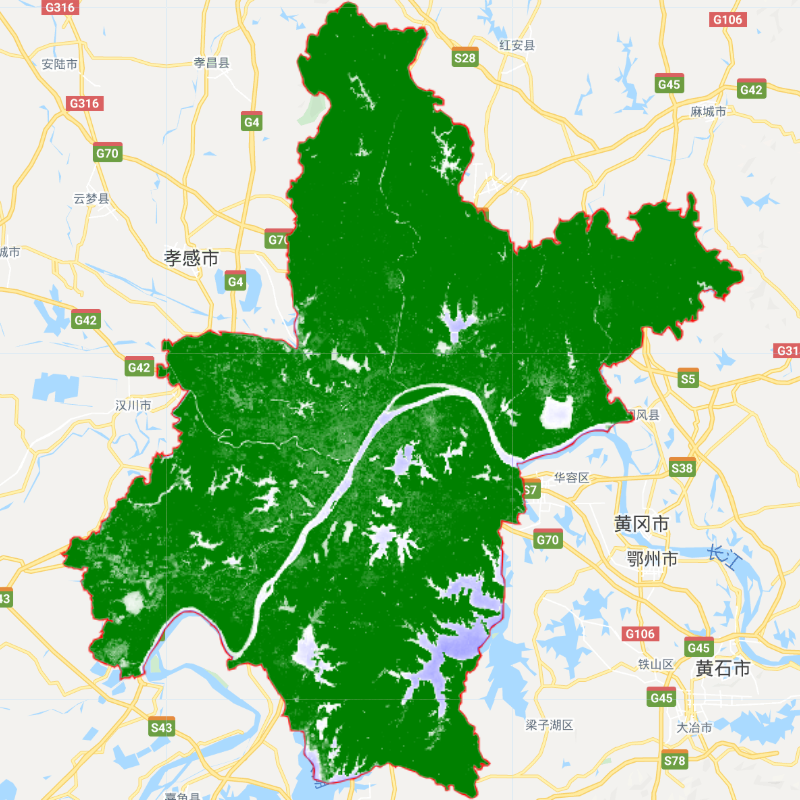 G316
G106
红安县
S28
安陆市
孝昌县
G45
G42
G316
麻城市
G4
G70
云梦县
G70
孝感市
G4
G42
G31
G42
S5
汉川市
冈风县
S38
华容区
S7
黄冈市
G70
长江
鄂州市
G106
G45
铁山区
黄石市
G45
梁子湖区
大冶市
S43
S78
嘉鱼县